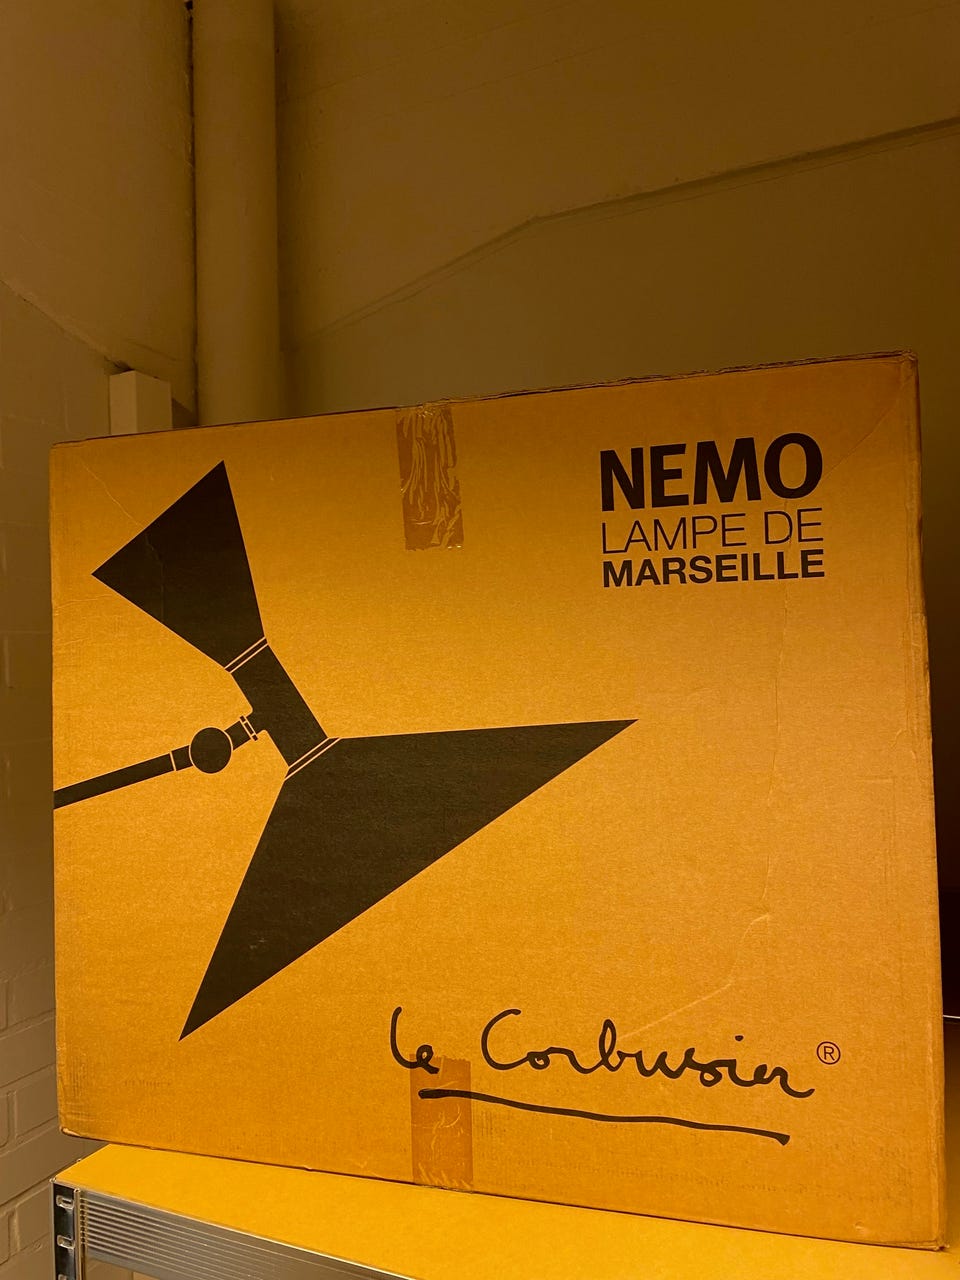 NEMO
LAMPE DE
MARSEILLE
le Corbusier ®